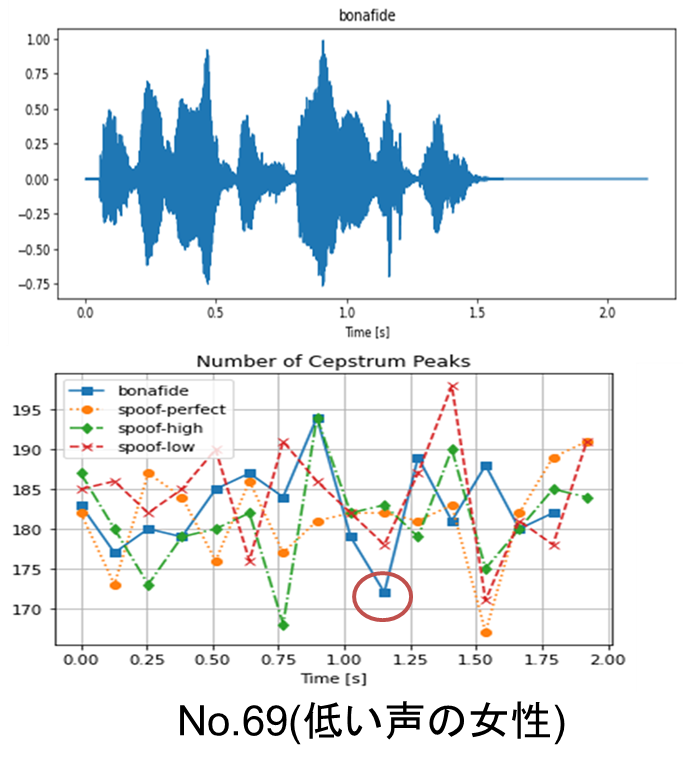 bonafide
1.00
0.75
0.50
0.25
0.00
−0.25
−0.50
−0.75
0.0 0.5 1.0 1.5 2.0
Time [s]
Number of Cepstrum Peaks
bonafide
spoof-perfect
spoof-high
spoof-low
195
190
185
180
175
170
0.00 0.25 0.50 0.75 1.00 1.25 1.50 1.75 2.00
Time [s]
No.69(低い声の女性)